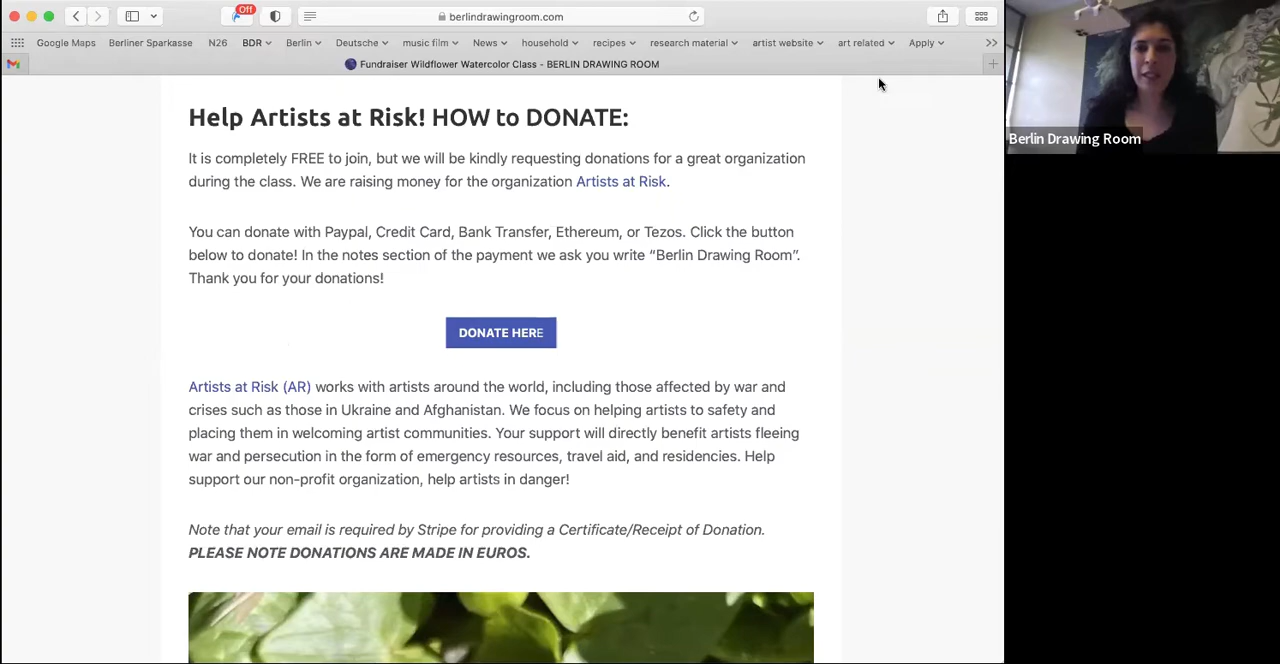 Off
berlindrawingroom.com
Google Maps Berliner Sparkasse N26 BDR Berlin Deutsche music film News household recipes research material artist website art related Apply
Fundraiser Wildflower Watercolor Class - BERLIN DRAWING ROOM
Berlin Drawing Room
Help Artists at Risk! HOW to DONATE:
It is completely FREE to join, but we will be kindly requesting donations for a great organization
during the class. We are raising money for the organization Artists at Risk.
You can donate with Paypal, Credit Card, Bank Transfer, Ethereum, or Tezos. Click the button
below to donate! In the notes section of the payment we ask you write “Berlin Drawing Room”.
Thank you for your donations!
DONATE HERE
Artists at Risk (AR) works with artists around the world, including those affected by war and
crises such as those in Ukraine and Afghanistan. We focus on helping artists to safety and
placing them in welcoming artist communities. Your support will directly benefit artists fleeing
war and persecution in the form of emergency resources, travel aid, and residencies. Help
support our non-profit organization, help artists in danger!
Note that your email is required by Stripe for providing a Certificate/Receipt of Donation.
PLEASE NOTE DONATIONS ARE MADE IN EUROS.